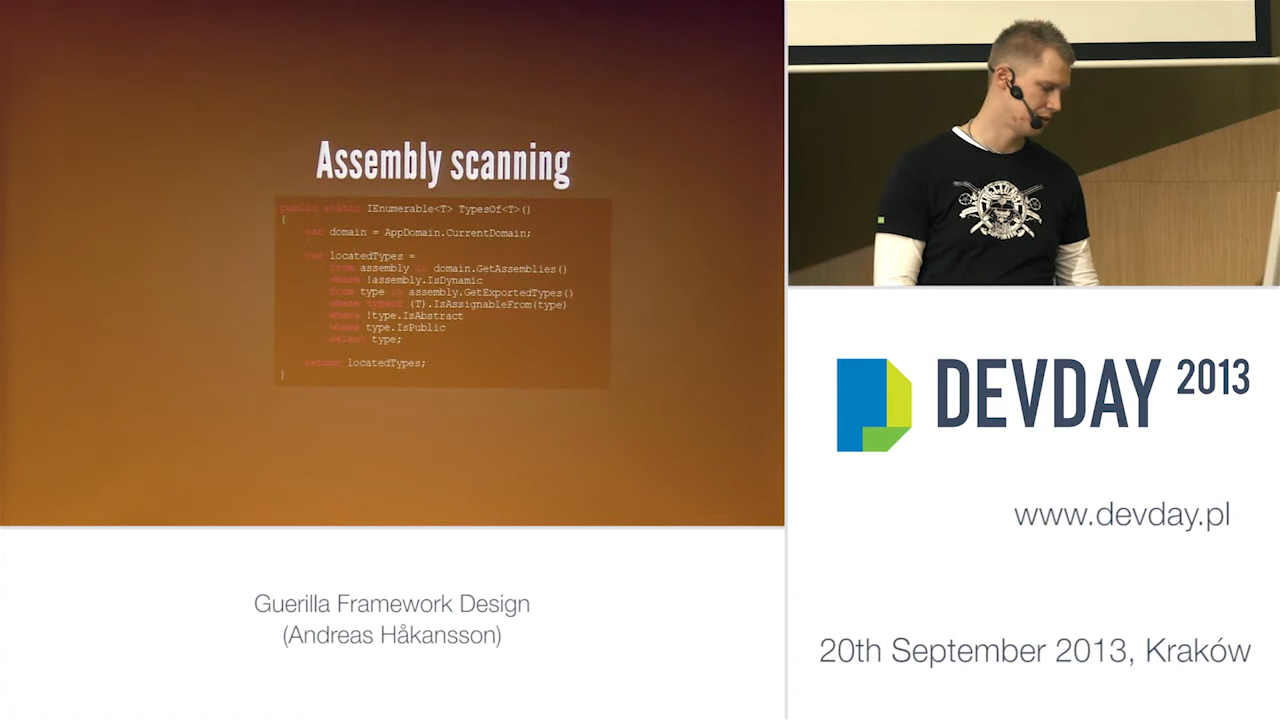 Assembly scanning
public static IEnumerable<T> TypesOf<T>()
{
var domain = AppDomain.CurrentDomain;
var locatedTypes =
from assembly in domain.GetAssemblies()
where !assembly.IsDynamic
from type in assembly.GetExportedTypes()
where typeof (T).IsAssignableFrom(type)
where !type.IsAbstract
where type.IsPublic
select type;
return locatedTypes;
}
DEVDAY 2013
www.devday.pl
Guerilla Framework Design
(Andreas Håkansson)
20th September 2013, Kraków